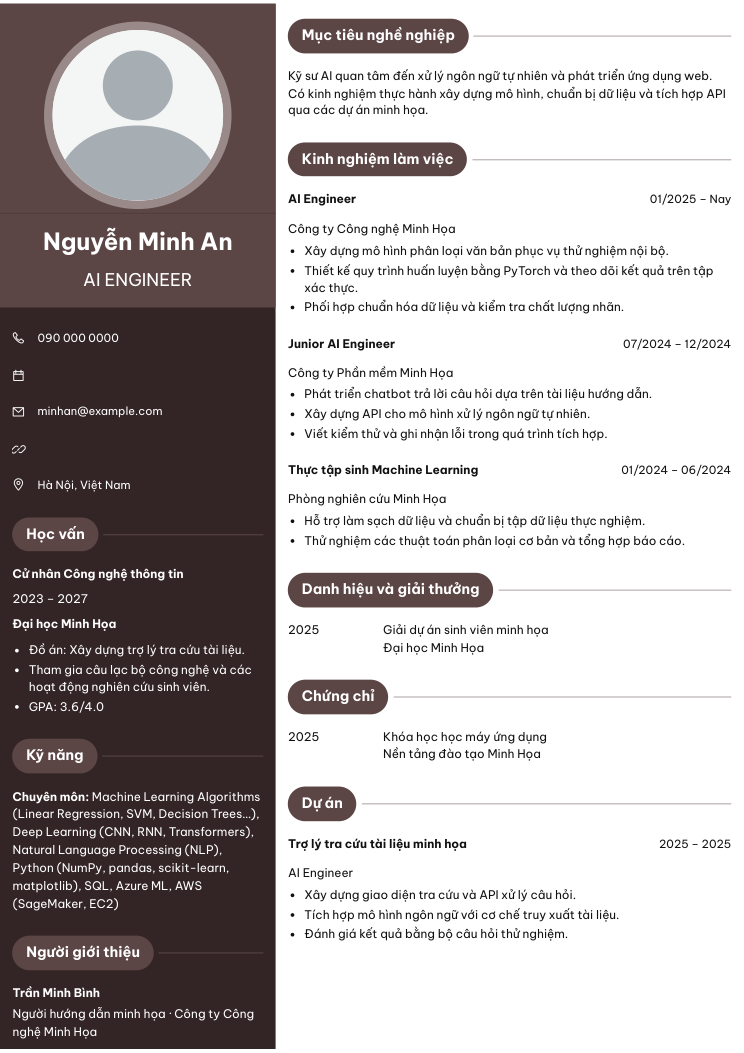 Nguyễn Minh An
AI ENGINEER
090 000 0000
minhan@example.com
Hà Nội, Việt Nam
Học vấn
Cử nhân Công nghệ thông tin
2023 – 2027
Đại học Minh Họa
• Đồ án: Xây dựng trợ lý tra cứu tài liệu.
• Tham gia câu lạc bộ công nghệ và các
hoạt động nghiên cứu sinh viên.
• GPA: 3.6/4.0
Kỹ năng
Chuyên môn: Machine Learning Algorithms
(Linear Regression, SVM, Decision Trees...),
Deep Learning (CNN, RNN, Transformers),
Natural Language Processing (NLP),
Python (NumPy, pandas, scikit-learn,
matplotlib), SQL, Azure ML, AWS
(SageMaker, EC2)
Người giới thiệu
Trần Minh Bình
Người hướng dẫn minh họa · Công ty Công
nghệ Minh Họa
Mục tiêu nghề nghiệp
Kỹ sư AI quan tâm đến xử lý ngôn ngữ tự nhiên và phát triển ứng dụng web.
Có kinh nghiệm thực hành xây dựng mô hình, chuẩn bị dữ liệu và tích hợp API
qua các dự án minh họa.
Kinh nghiệm làm việc
AI Engineer 01/2025 – Nay
Công ty Công nghệ Minh Họa
• Xây dựng mô hình phân loại văn bản phục vụ thử nghiệm nội bộ.
• Thiết kế quy trình huấn luyện bằng PyTorch và theo dõi kết quả trên tập
xác thực.
• Phối hợp chuẩn hóa dữ liệu và kiểm tra chất lượng nhãn.
Junior AI Engineer 07/2024 – 12/2024
Công ty Phần mềm Minh Họa
• Phát triển chatbot trả lời câu hỏi dựa trên tài liệu hướng dẫn.
• Xây dựng API cho mô hình xử lý ngôn ngữ tự nhiên.
• Viết kiểm thử và ghi nhận lỗi trong quá trình tích hợp.
Thực tập sinh Machine Learning 01/2024 – 06/2024
Phòng nghiên cứu Minh Họa
• Hỗ trợ làm sạch dữ liệu và chuẩn bị tập dữ liệu thực nghiệm.
• Thử nghiệm các thuật toán phân loại cơ bản và tổng hợp báo cáo.
Danh hiệu và giải thưởng
2025 Giải dự án sinh viên minh họa
Đại học Minh Họa
Chứng chỉ
2025 Khóa học học máy ứng dụng
Nền tảng đào tạo Minh Họa
Dự án
Trợ lý tra cứu tài liệu minh họa 2025 – 2025
AI Engineer
• Xây dựng giao diện tra cứu và API xử lý câu hỏi.
• Tích hợp mô hình ngôn ngữ với cơ chế truy xuất tài liệu.
• Đánh giá kết quả bằng bộ câu hỏi thử nghiệm.